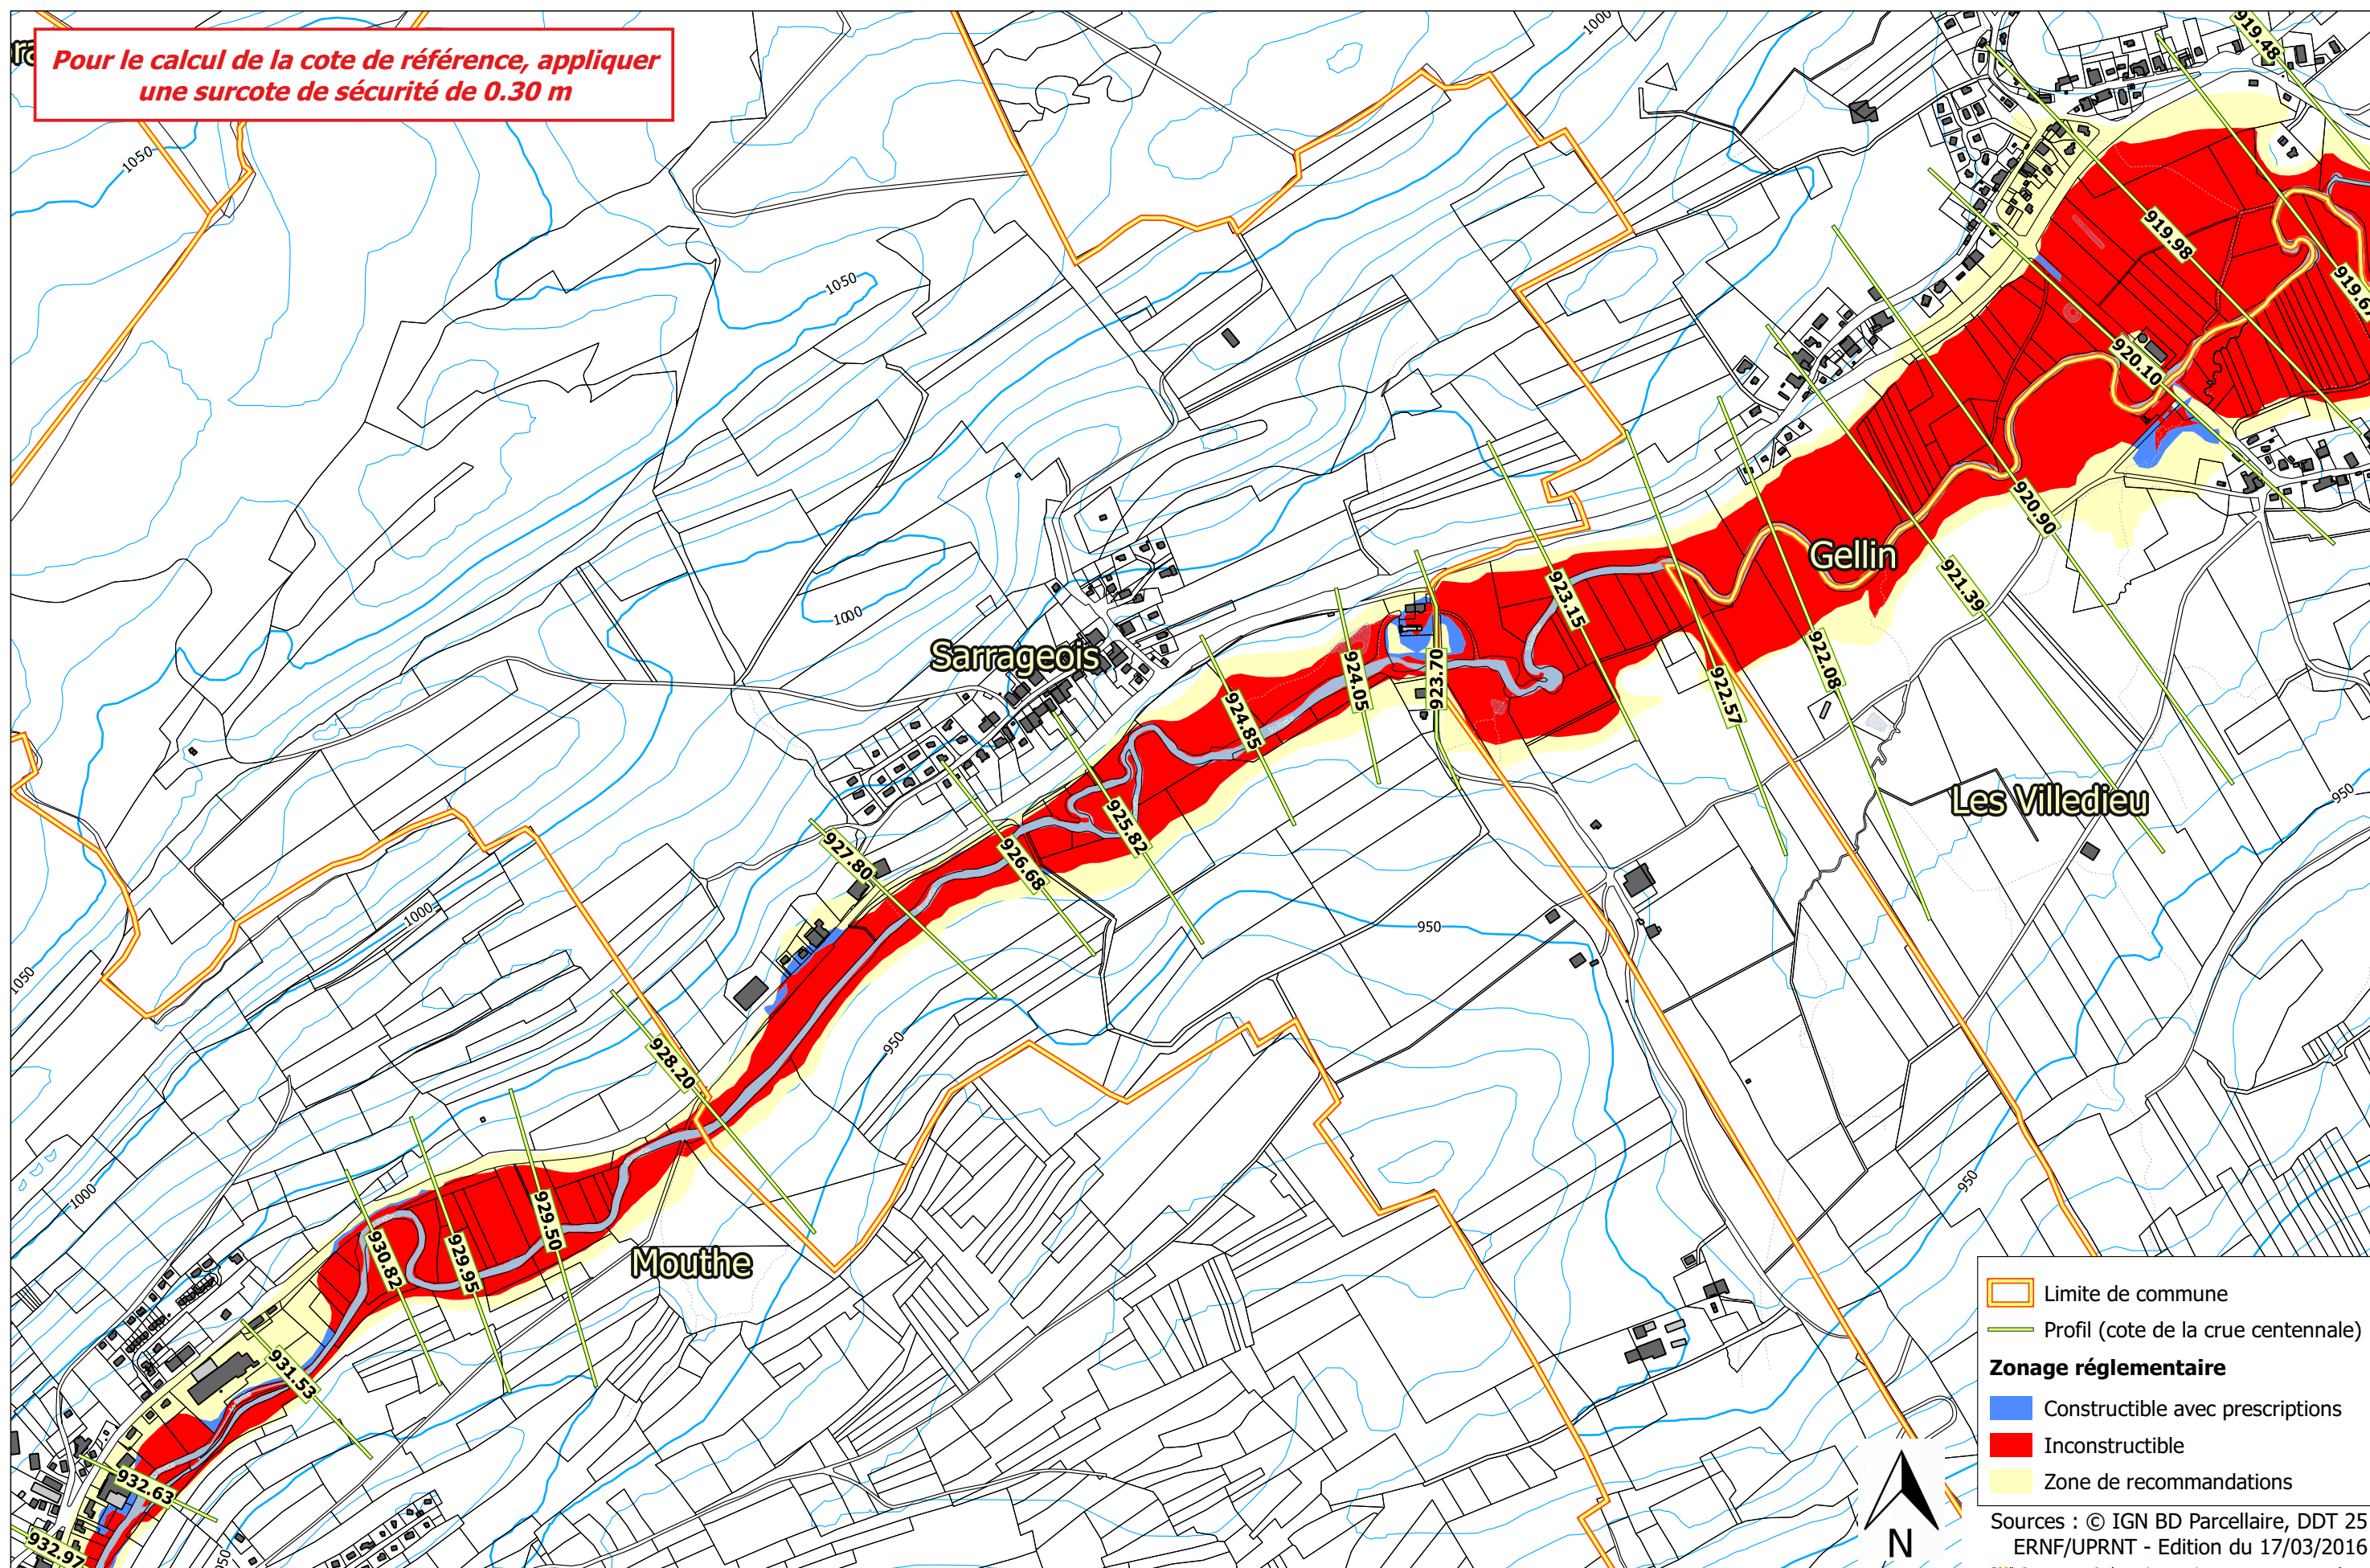 Pour le calcul de la cote de référence, appliquer
une surcote de sécurité de 0.30 m
1000
919.48
1050
919.98
1050
920.10
920.90
Gellin
923.15
921.39
1000
Sarrageois
924.05
923.70
922.57
922.08
924.85
Les Villedieu
950
925.82
927.80
926.68
1000
950
1050
950
928.20
950
1000
929.50
930.82
929.95
Mouthe
931.53
932.63
932.97
Limite de commune
Profil (cote de la crue centennale)
Zonage réglementaire
Constructible avec prescriptions
Inconstructible
Zone de recommandations
N
Sources : © IGN BD Parcellaire, DDT 25
ERNF/UPRNT - Edition du 17/03/2016